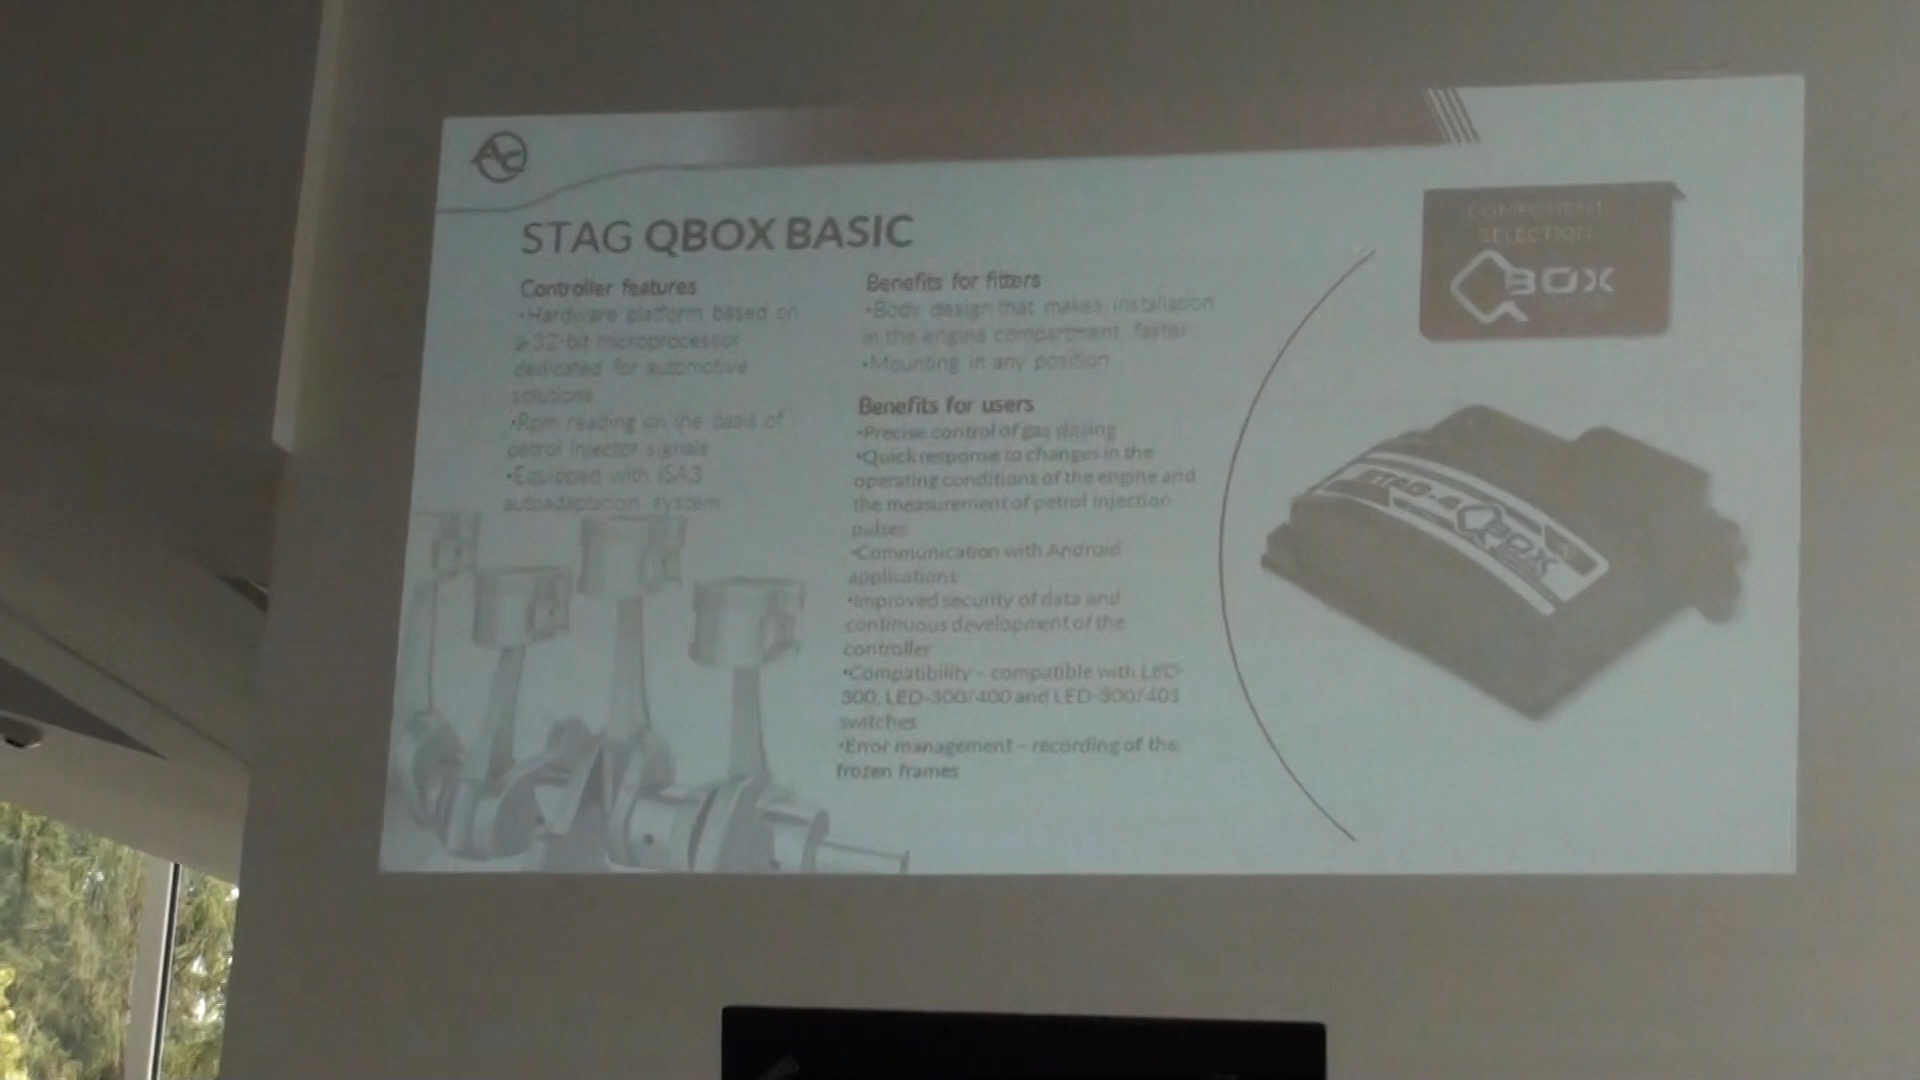 AC
STAG QBOX BASIC
Controller features
•Hardware platform based on
32-bit microprocessor
dedicated for automotive
solutions
•Rpm reading on the basis of
petrol injector signals
•Equipped with ISA3
autoadaptation system
Benefits for fitters
•Body design that makes installation
in the engine compartment faster
•Mounting in any position
Benefits for users
•Precise control of gas dosing
•Quick response to changes in the
operating conditions of the engine and
the measurement of petrol injection
pulses
•Communication with Android
applications
•Improved security of data and
continuous development of the
controller
•Compatibility – compatible with LED-
300, LED-300/400 and LED-300/401
switches
•Error management – recording of the
frozen frames
COMPONENT
SELECTION
QBOX
STAG-4 QBOX